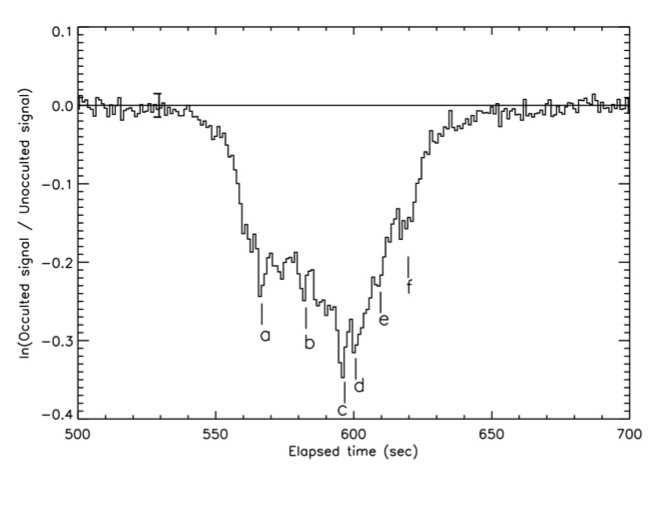 ln(Occulted signal / Unocculted signal)
0.1
0.0
−0.1
−0.2
−0.3
−0.4
a
b
c
d
e
f
500 550 600 650 700
Elapsed time (sec)